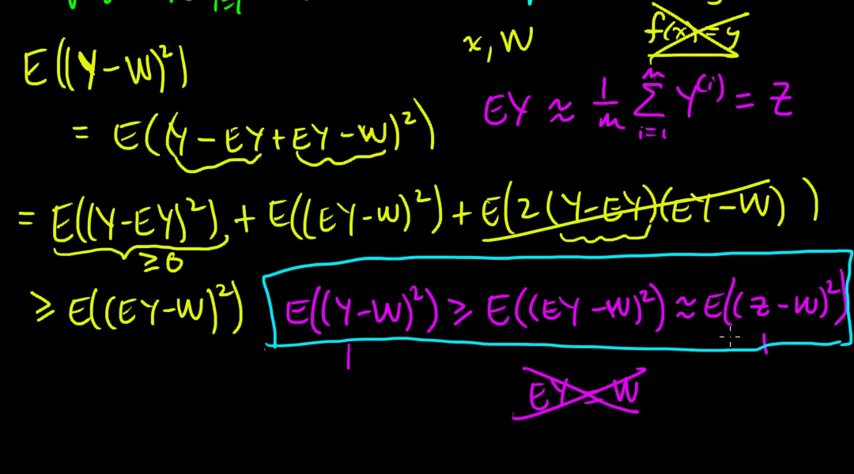 x, W
f(x) = y
E((Y-W)²)
EY ≈ 1/m ∑_{i=1}^{m} Y^{(i)} = Z
= E((Y - EY + EY - W)²)
= E((Y-EY)²) + E((EY-W)²) + E(2(Y-EY)(EY-W))
≥ 0
≥ E((EY-W)²)
E((Y-W)²) ≥ E((EY-W)²) ≈ E((Z-W)²)
EY - W